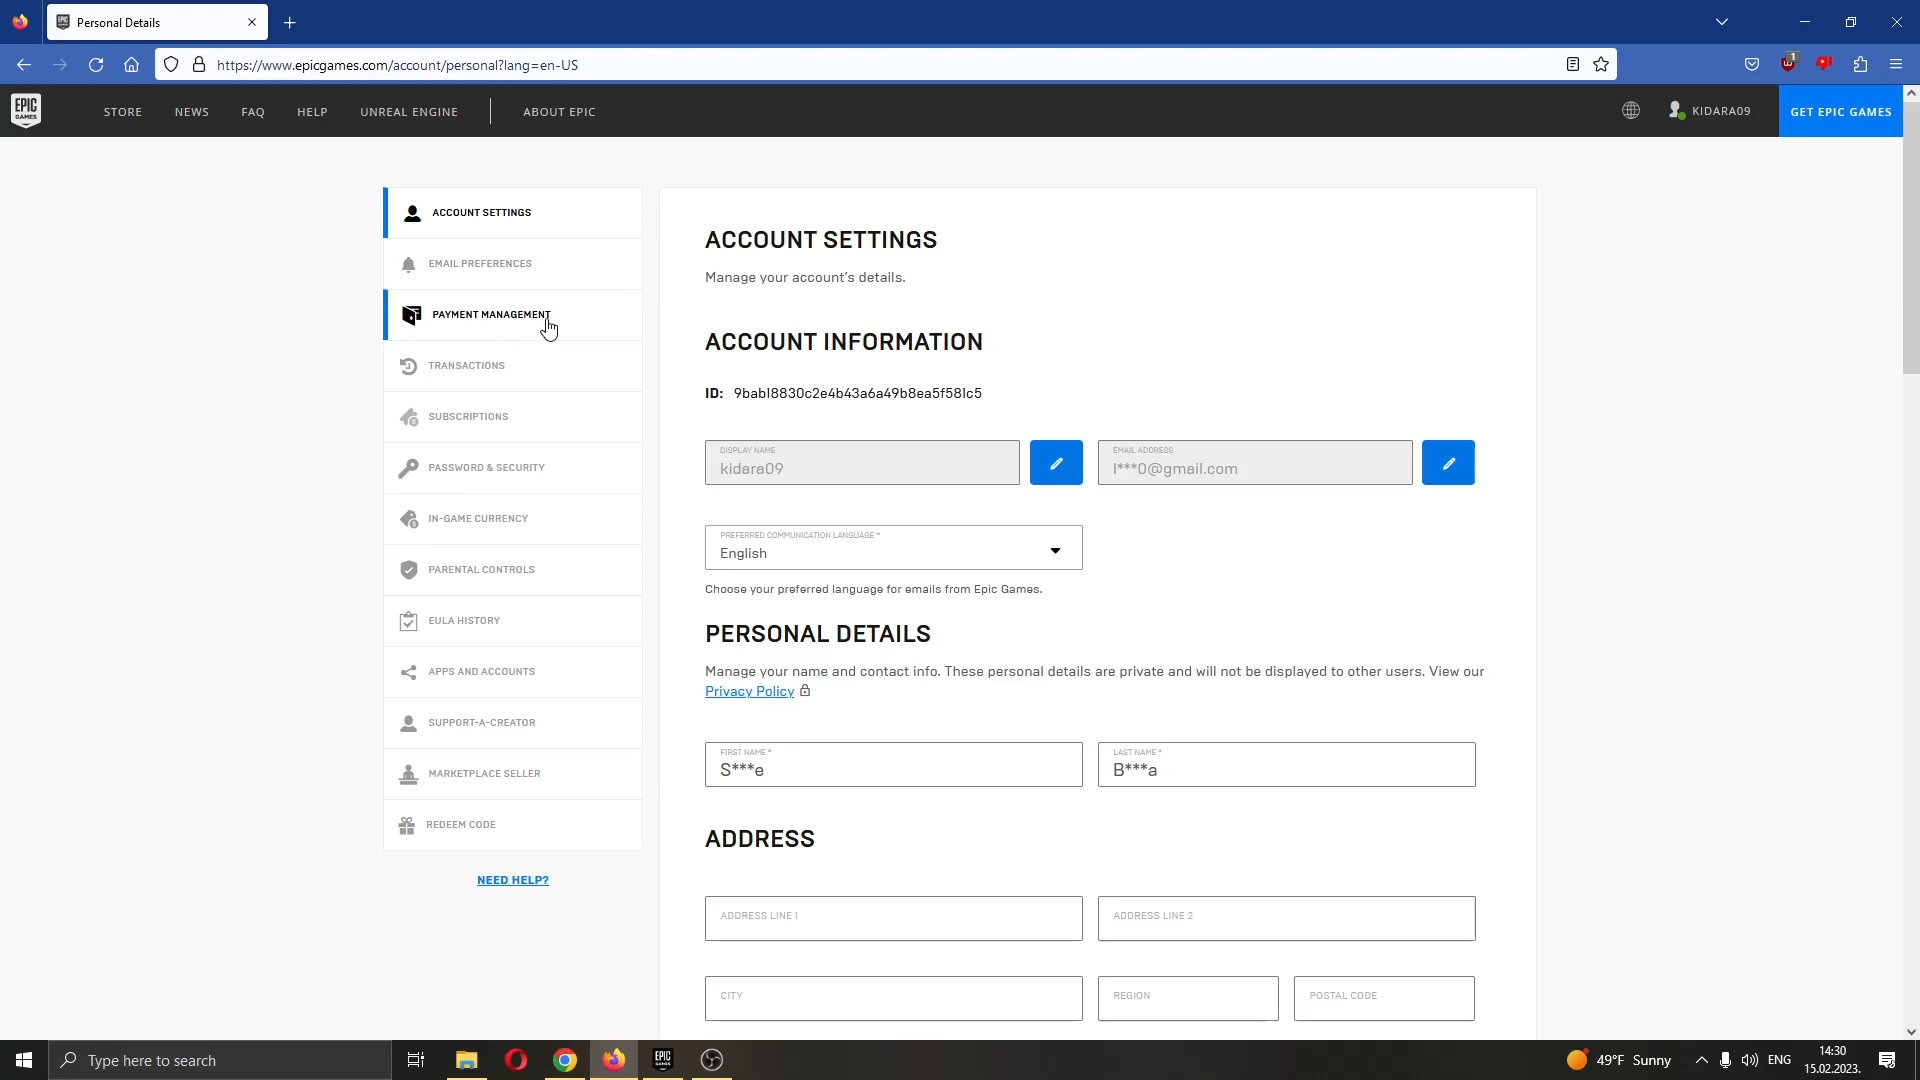 Personal Details
https://www.epicgames.com/account/personal?lang=en-US
1
EPIC GAMES
STORE
NEWS
FAQ
HELP
UNREAL ENGINE
ABOUT EPIC
KIDARA09
GET EPIC GAMES
ACCOUNT SETTINGS
EMAIL PREFERENCES
PAYMENT MANAGEMENT
TRANSACTIONS
SUBSCRIPTIONS
PASSWORD & SECURITY
IN-GAME CURRENCY
PARENTAL CONTROLS
EULA HISTORY
APPS AND ACCOUNTS
SUPPORT-A-CREATOR
MARKETPLACE SELLER
REDEEM CODE
NEED HELP?
ACCOUNT SETTINGS
Manage your account's details.
ACCOUNT INFORMATION
ID: 9bab18830c2e4b43a6a49b8ea5f581c5
DISPLAY NAME
kidara09
EMAIL ADDRESS
l***0@gmail.com
PREFERRED COMMUNICATION LANGUAGE *
English
Choose your preferred language for emails from Epic Games.
PERSONAL DETAILS
Manage your name and contact info. These personal details are private and will not be displayed to other users. View our
Privacy Policy
FIRST NAME *
S***e
LAST NAME *
B***a
ADDRESS
ADDRESS LINE 1
ADDRESS LINE 2
CITY
REGION
POSTAL CODE
Type here to search
EPIC GAMES
49°F Sunny
ENG
14:30
15.02.2023.